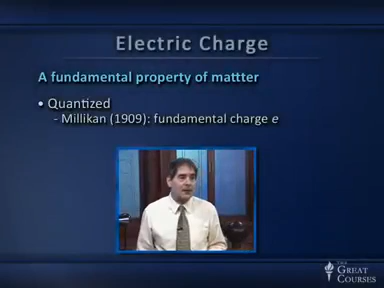 Electric Charge
A fundamental property of mattter
• Quantized
- Millikan (1909): fundamental charge e
THE
GREAT
COURSES